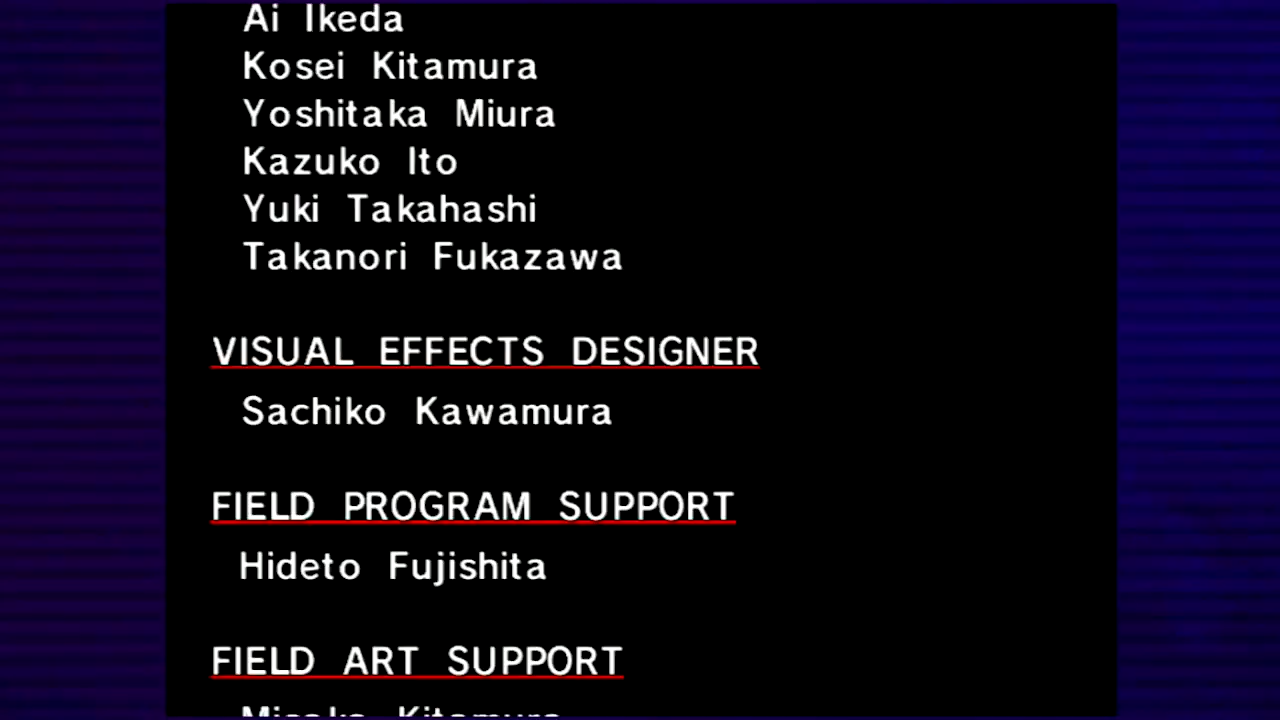 Ai Ikeda
Kosei Kitamura
Yoshitaka Miura
Kazuko Ito
Yuki Takahashi
Takanori Fukazawa
VISUAL EFFECTS DESIGNER
Sachiko Kawamura
FIELD PROGRAM SUPPORT
Hideto Fujishita
FIELD ART SUPPORT
Kitamura